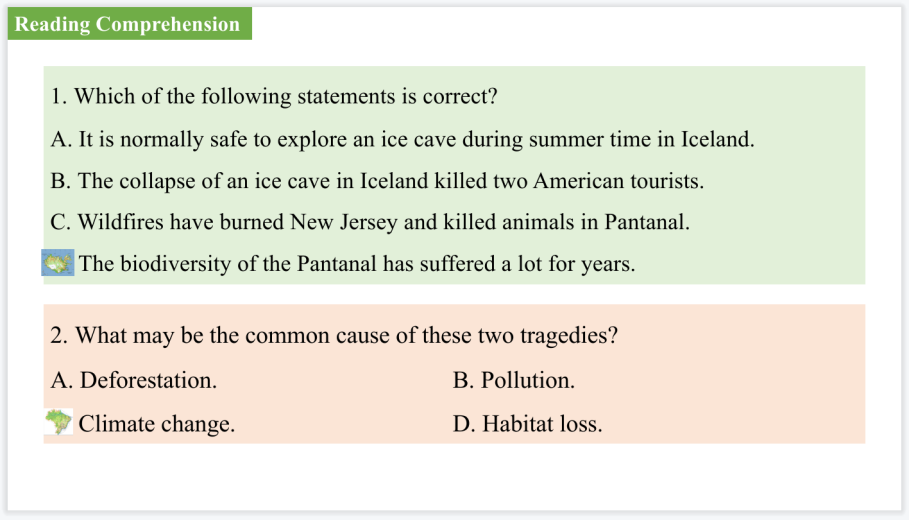 Reading Comprehension
1. Which of the following statements is correct?
A. It is normally safe to explore an ice cave during summer time in Iceland.
B. The collapse of an ice cave in Iceland killed two American tourists.
C. Wildfires have burned New Jersey and killed animals in Pantanal.
The biodiversity of the Pantanal has suffered a lot for years.
2. What may be the common cause of these two tragedies?
A. Deforestation. B. Pollution.
Climate change. D. Habitat loss.